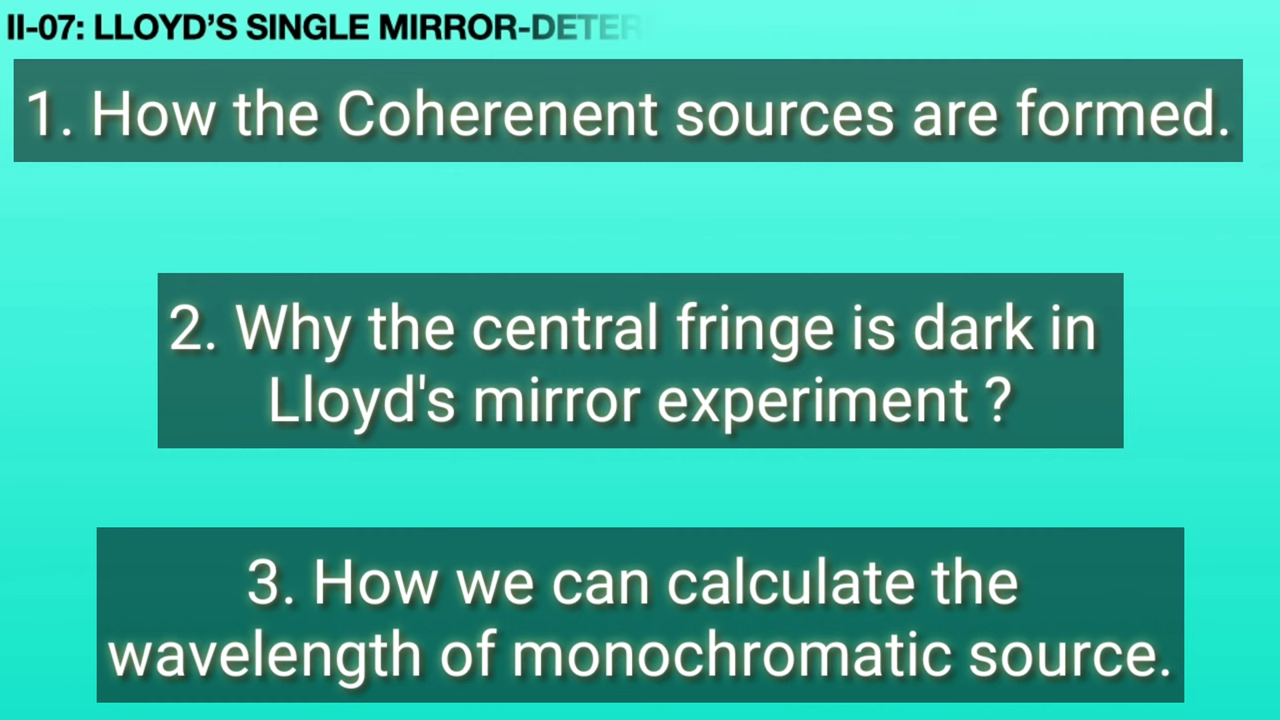 II-07: LLOYD'S SINGLE MIRROR-DETER
1. How the Coherenent sources are formed.
2. Why the central fringe is dark in
Lloyd's mirror experiment ?
3. How we can calculate the
wavelength of monochromatic source.